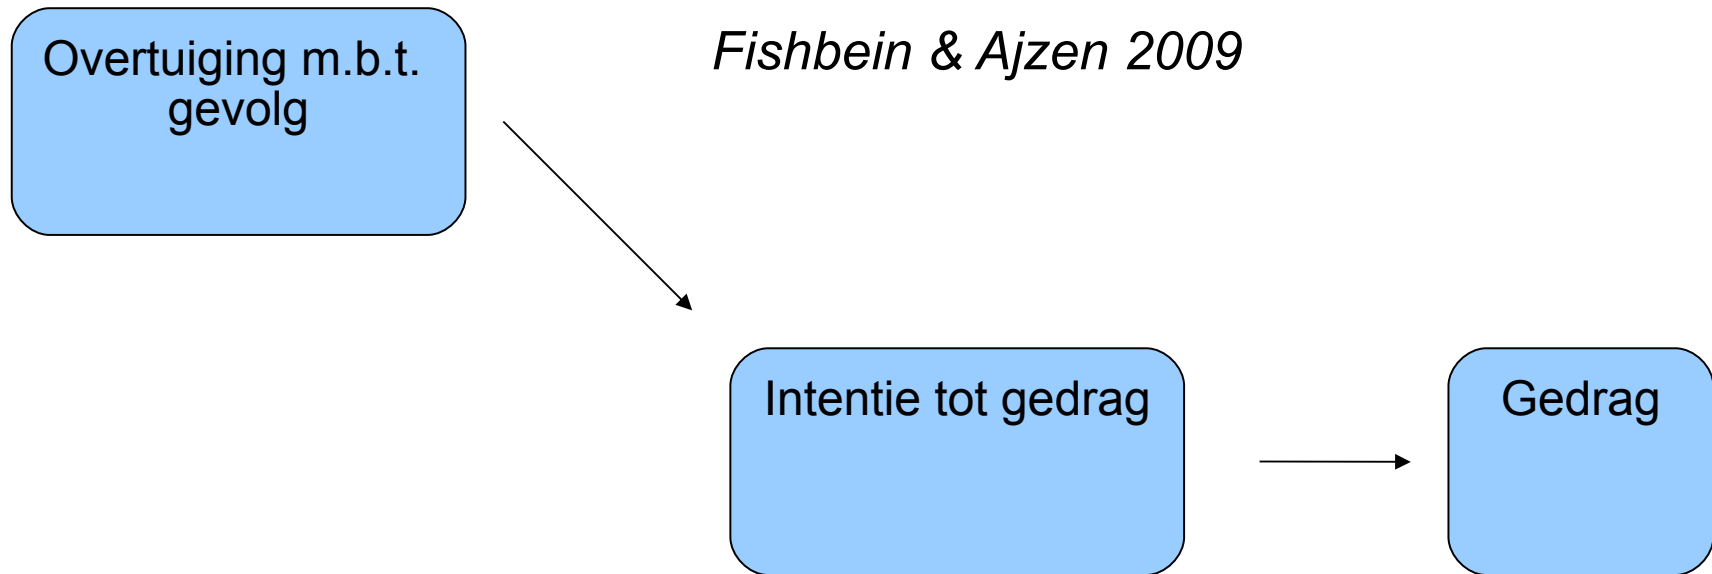 Overtuiging m.b.t.
gevolg
Fishbein & Ajzen 2009
Intentie tot gedrag
Gedrag